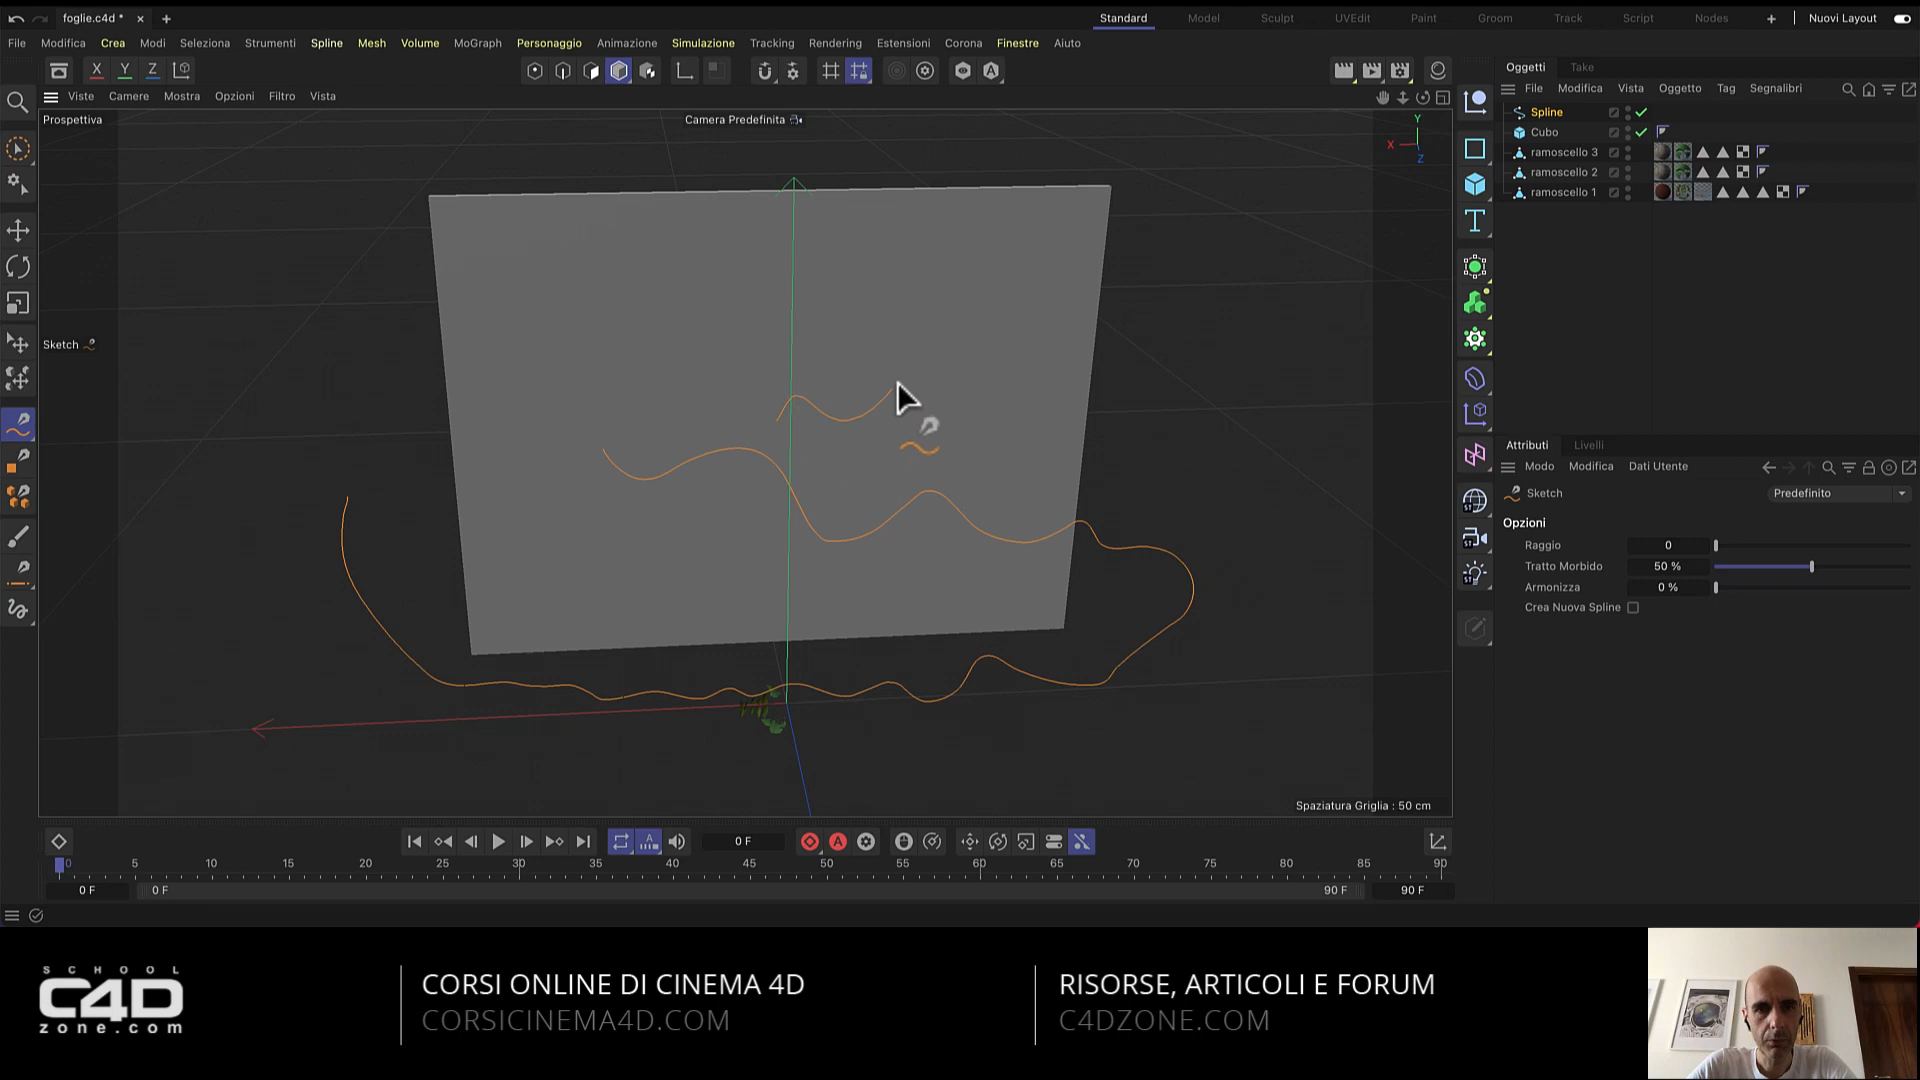 foglie.c4d *
Standard
Model
Sculpt
UVEdit
Paint
Groom
Track
Script
Nodes
Nuovi Layout
File
Modifica
Crea
Modi
Seleziona
Strumenti
Spline
Mesh
Volume
MoGraph
Personaggio
Animazione
Simulazione
Tracking
Rendering
Estensioni
Corona
Finestre
Aiuto
X
Y
Z
Viste
Camere
Mostra
Opzioni
Filtro
Vista
Prospettiva
Camera Predefinita
Y
X
Z
Sketch
Spaziatura Griglia : 50 cm
Oggetti
Take
File
Modifica
Vista
Oggetto
Tag
Segnalibri
Spline
Cubo
ramoscello 3
ramoscello 2
ramoscello 1
Attributi
Livelli
Modo
Modifica
Dati Utente
Sketch
Predefinito
Opzioni
Raggio
0
Tratto Morbido
50 %
Armonizza
0 %
Crea Nuova Spline
0 F
0
5
10
15
20
25
30
35
40
45
50
55
60
65
70
75
80
85
90
0 F
0 F
90 F
90 F
SCHOOL
C4D
zone.com
CORSI ONLINE DI CINEMA 4D
CORSICINEMA4D.COM
RISORSE, ARTICOLI E FORUM
C4DZONE.COM